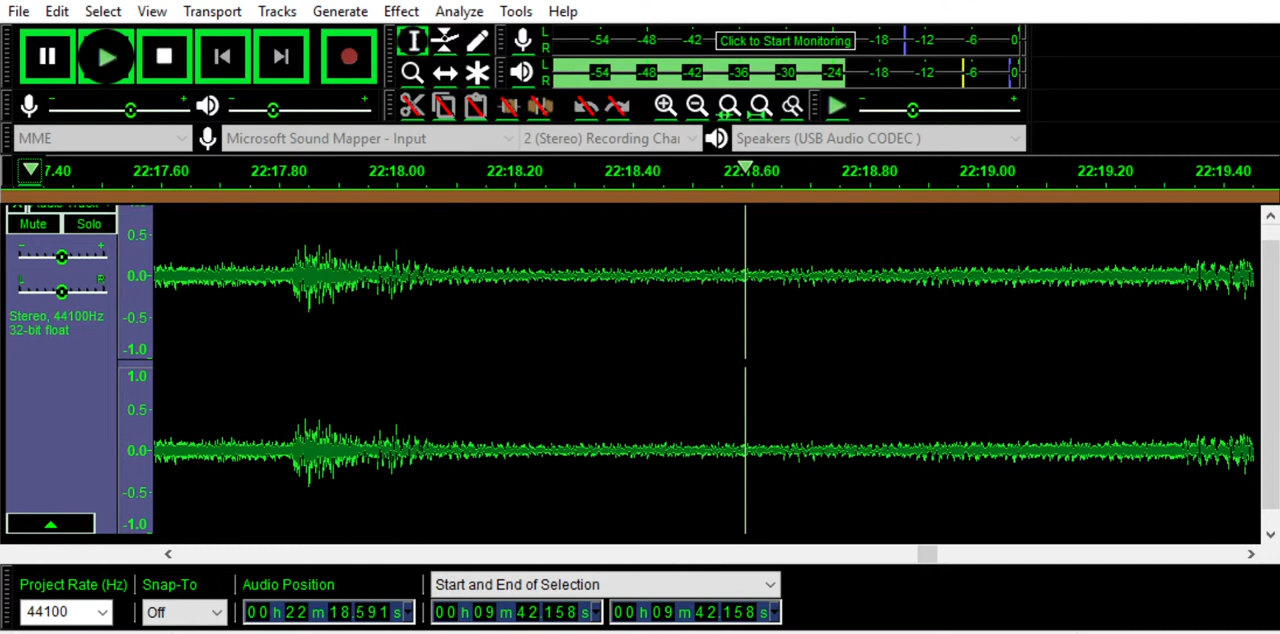 File Edit Select View Transport Tracks Generate Effect Analyze Tools Help
L R -54 -48 -42 Click to Start Monitoring -18 -12 -6 0
L R -54 -48 -42 -36 -30 -24 -18 -12 -6 0
- + - + - +
MME Microsoft Sound Mapper - Input 2 (Stereo) Recording Char Speakers (USB Audio CODEC )
7.40 22:17.60 22:17.80 22:18.00 22:18.20 22:18.40 22:18.60 22:18.80 22:19.00 22:19.20 22:19.40
Mute Solo
- +
L R
Stereo, 44100Hz
32-bit float
0.5
0.0
-0.5
-1.0
1.0
0.5
0.0
-0.5
-1.0
Project Rate (Hz) Snap-To Audio Position Start and End of Selection
44100 Off 00 h 22 m 18.591 s 00 h 09 m 42.158 s 00 h 09 m 42.158 s